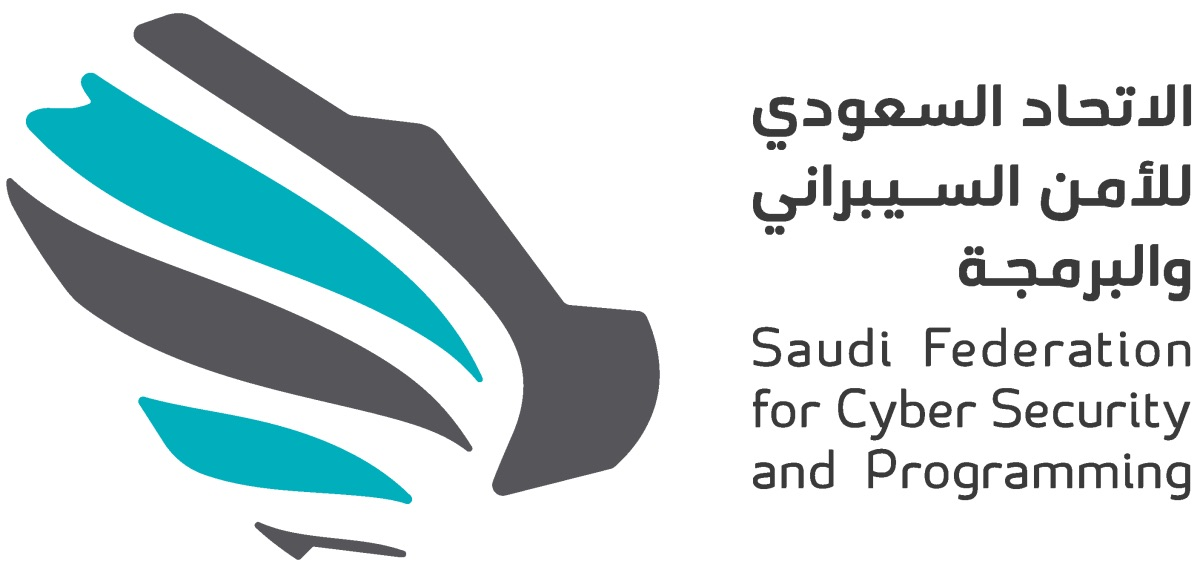 الاتحاد السعودي
للأمن السيبراني
والبرمجة
Saudi Federation
for Cyber Security
and Programming